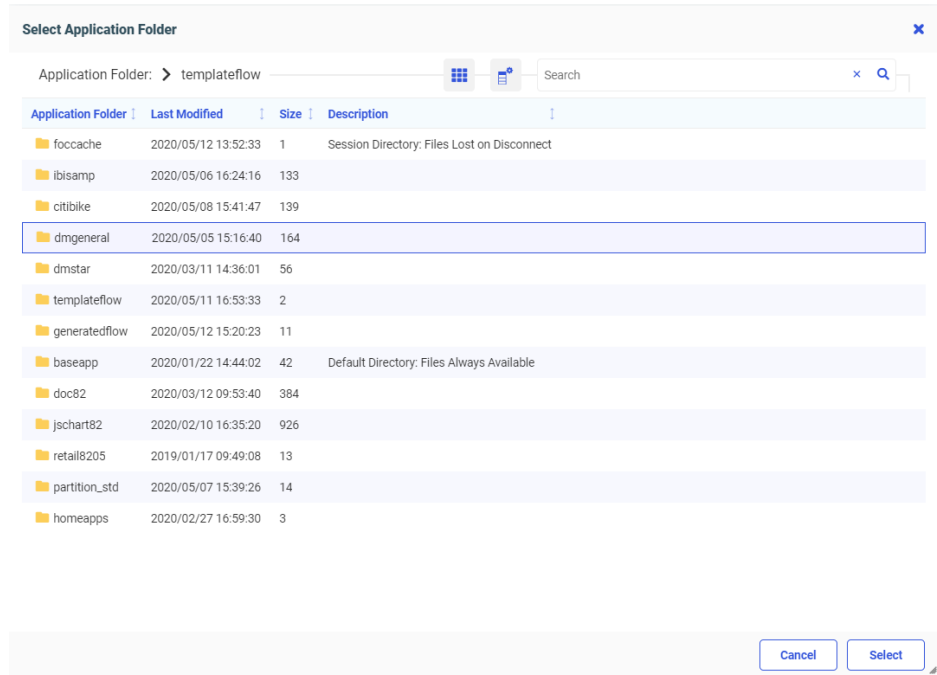 Select Application Folder
Application Folder: templateflow Search
Application Folder Last Modified Size Description
foccache 2020/05/12 13:52:33 1 Session Directory: Files Lost on Disconnect
ibisamp 2020/05/06 16:24:16 133
citibike 2020/05/08 15:41:47 139
dmgeneral 2020/05/05 15:16:40 164
dmstar 2020/03/11 14:36:01 56
templateflow 2020/05/11 16:53:33 2
generatedflow 2020/05/12 15:20:23 11
baseapp 2020/01/22 14:44:02 42 Default Directory: Files Always Available
doc82 2020/03/12 09:53:40 384
jschart82 2020/02/10 16:35:20 926
retail8205 2019/01/17 09:49:08 13
partition_std 2020/05/07 15:39:26 14
homeapps 2020/02/27 16:59:30 3
Cancel Select